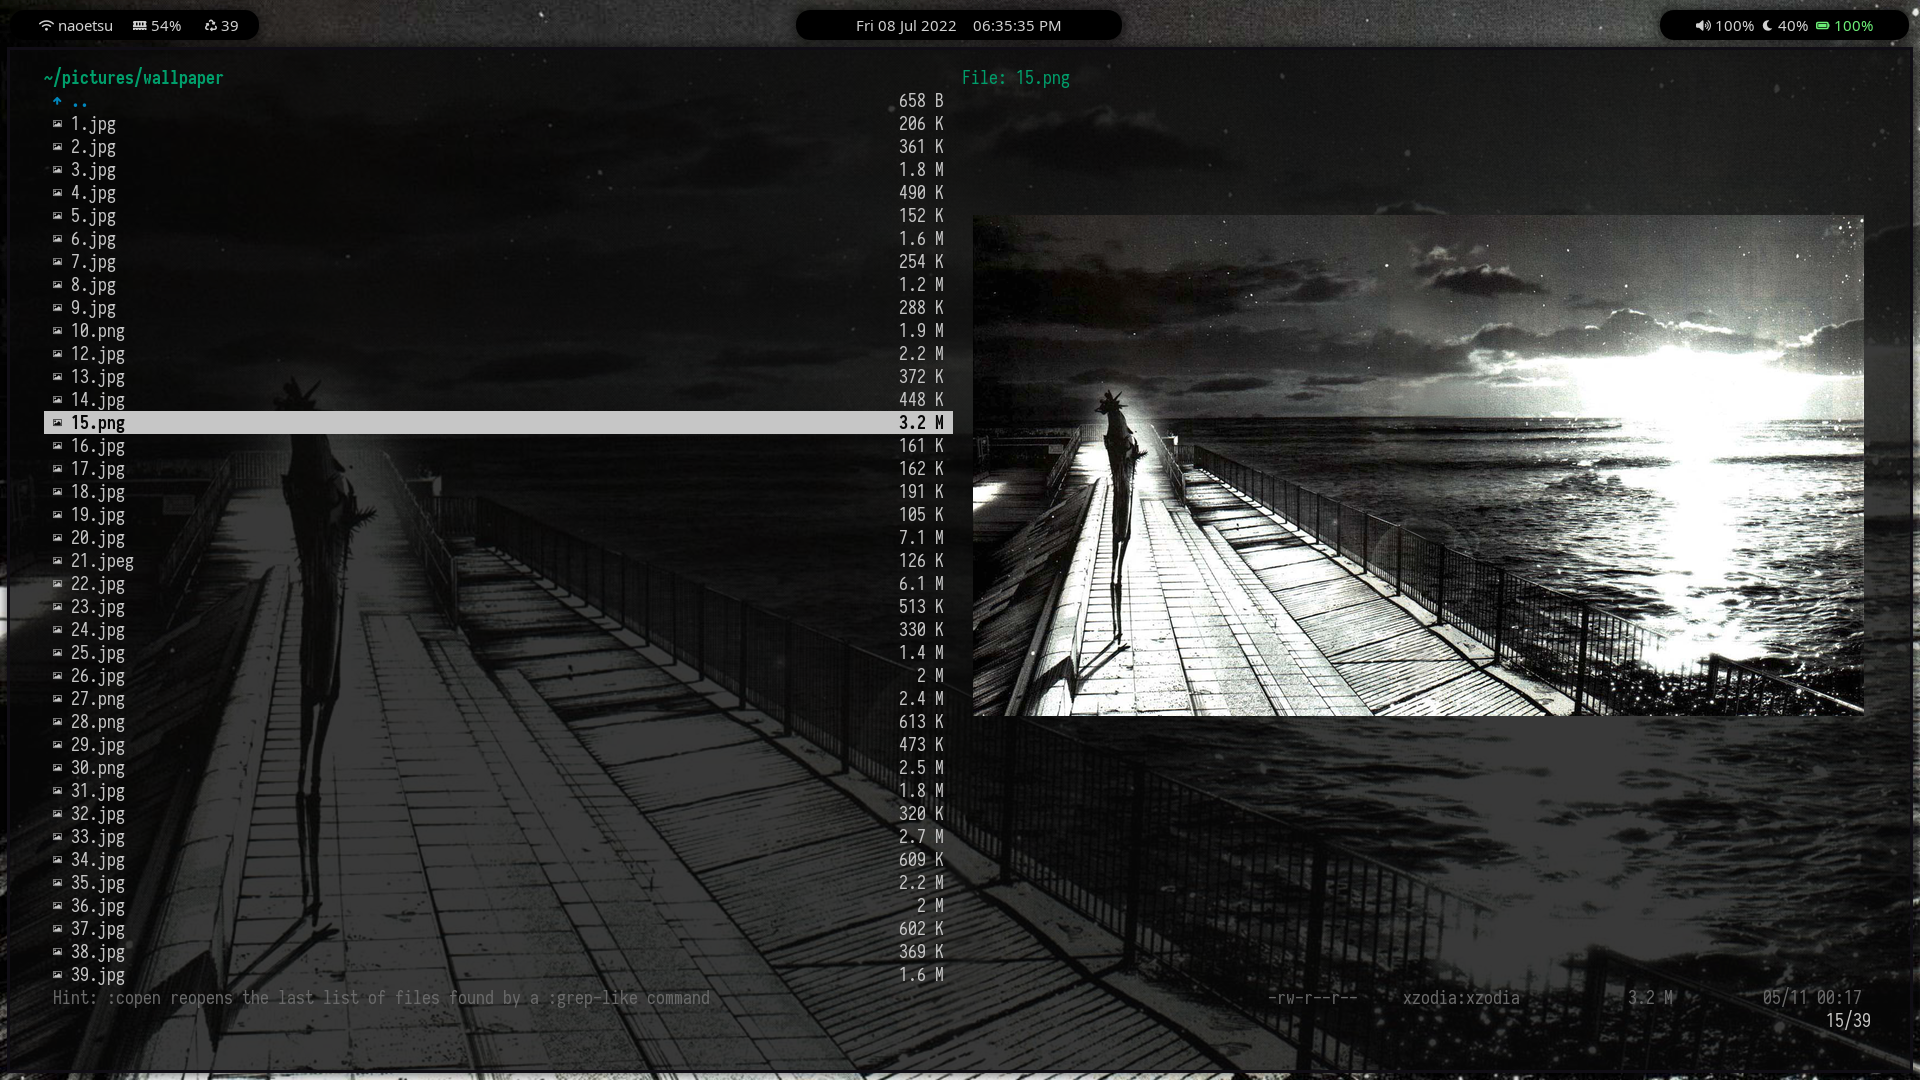 naoetsu 54% 39 Fri 08 Jul 2022 06:35:35 PM 100% 40% 100%
~/pictures/wallpaper File: 15.png
.. 658 B
1.jpg 206 K
2.jpg 361 K
3.jpg 1.8 M
4.jpg 490 K
5.jpg 152 K
6.jpg 1.6 M
7.jpg 254 K
8.jpg 1.2 M
9.jpg 288 K
10.png 1.9 M
12.jpg 2.2 M
13.jpg 372 K
14.jpg 448 K
15.png 3.2 M
16.jpg 161 K
17.jpg 162 K
18.jpg 191 K
19.jpg 105 K
20.jpg 7.1 M
21.jpeg 126 K
22.jpg 6.1 M
23.jpg 513 K
24.jpg 330 K
25.jpg 1.4 M
26.jpg 2 M
27.png 2.4 M
28.png 613 K
29.jpg 473 K
30.png 2.5 M
31.jpg 1.8 M
32.jpg 320 K
33.jpg 2.7 M
34.jpg 609 K
35.jpg 2.2 M
36.jpg 2 M
37.jpg 602 K
38.jpg 369 K
39.jpg 1.6 M
Hint: :copen reopens the last list of files found by a :grep-like command -rw-r--r-- xzodia:xzodia 3.2 M 05/11 00:17
15/39